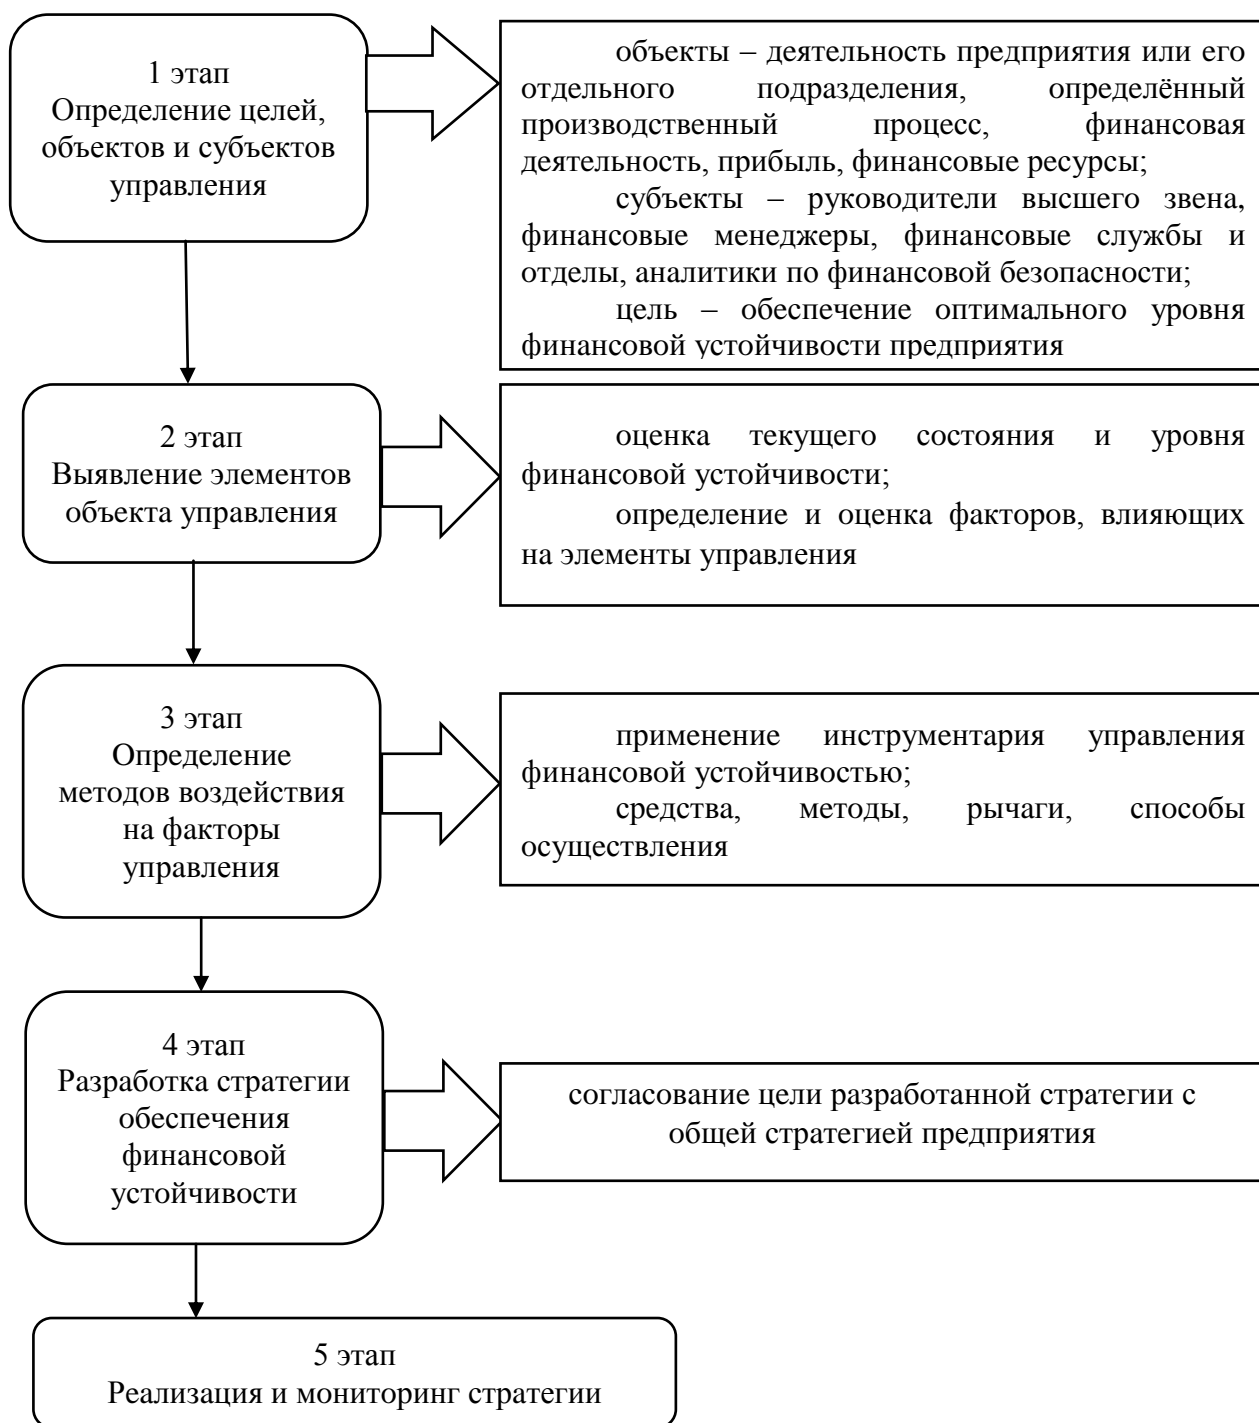 1 этап
Определение целей,
объектов и субъектов
управления
объекты – деятельность предприятия или его
отдельного подразделения, определённый
производственный процесс, финансовая
деятельность, прибыль, финансовые ресурсы;
субъекты – руководители высшего звена,
финансовые менеджеры, финансовые службы и
отделы, аналитики по финансовой безопасности;
цель – обеспечение оптимального уровня
финансовой устойчивости предприятия
2 этап
Выявление элементов
объекта управления
оценка текущего состояния и уровня
финансовой устойчивости;
определение и оценка факторов, влияющих
на элементы управления
3 этап
Определение
методов воздействия
на факторы
управления
применение инструментария управления
финансовой устойчивостью;
средства, методы, рычаги, способы
осуществления
4 этап
Разработка стратегии
обеспечения
финансовой
устойчивости
согласование цели разработанной стратегии с
общей стратегией предприятия
5 этап
Реализация и мониторинг стратегии